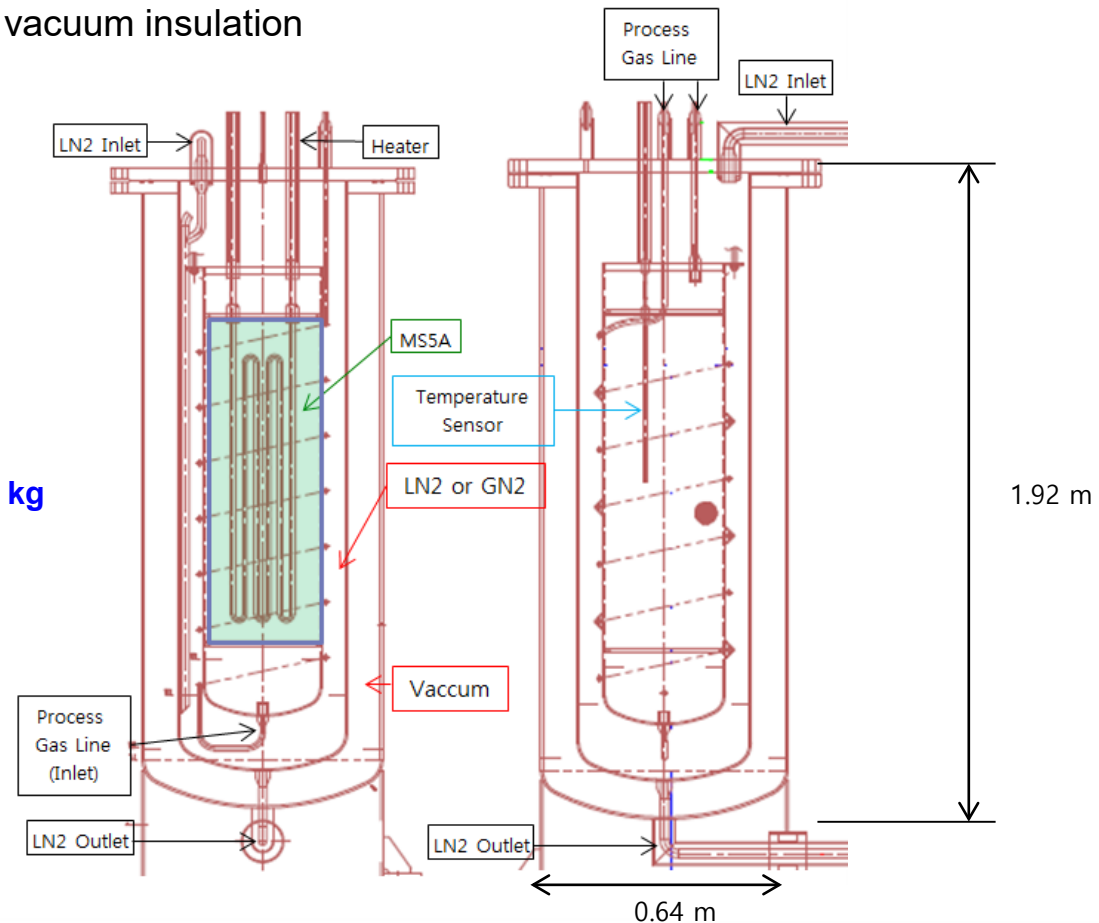 vacuum insulation
Process
Gas Line
LN2 Inlet
LN2 Inlet
Heater
MS5A
Temperature
Sensor
kg
LN2 or GN2
1.92 m
Vaccum
Process
Gas Line
(Inlet)
LN2 Outlet
LN2 Outlet
0.64 m